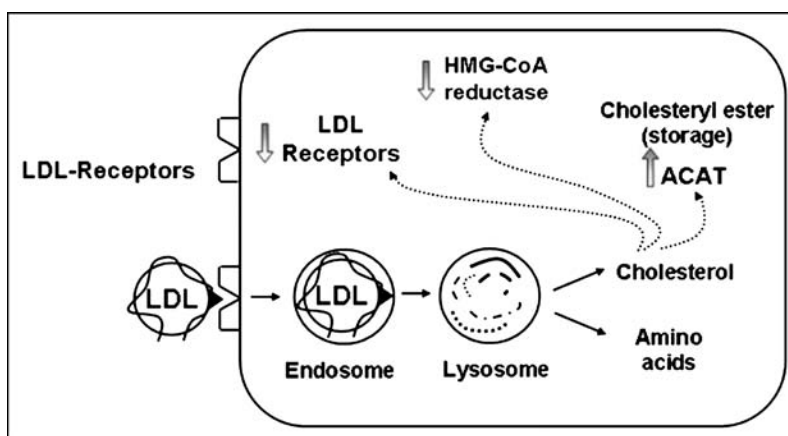 HMG-CoA
reductase
LDL
Receptors
Cholesteryl ester
(storage)
ACAT
LDL-Receptors
LDL
LDL
Cholesterol
Amino
acids
Endosome
Lysosome